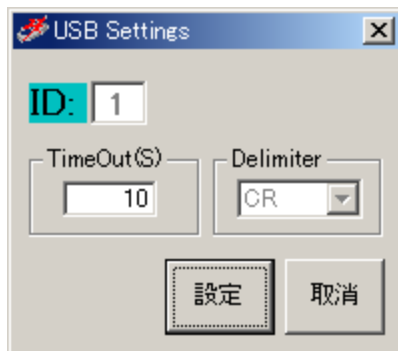 USB Settings
ID: 1
TimeOut(S)
10
Delimiter
CR
設定
取消